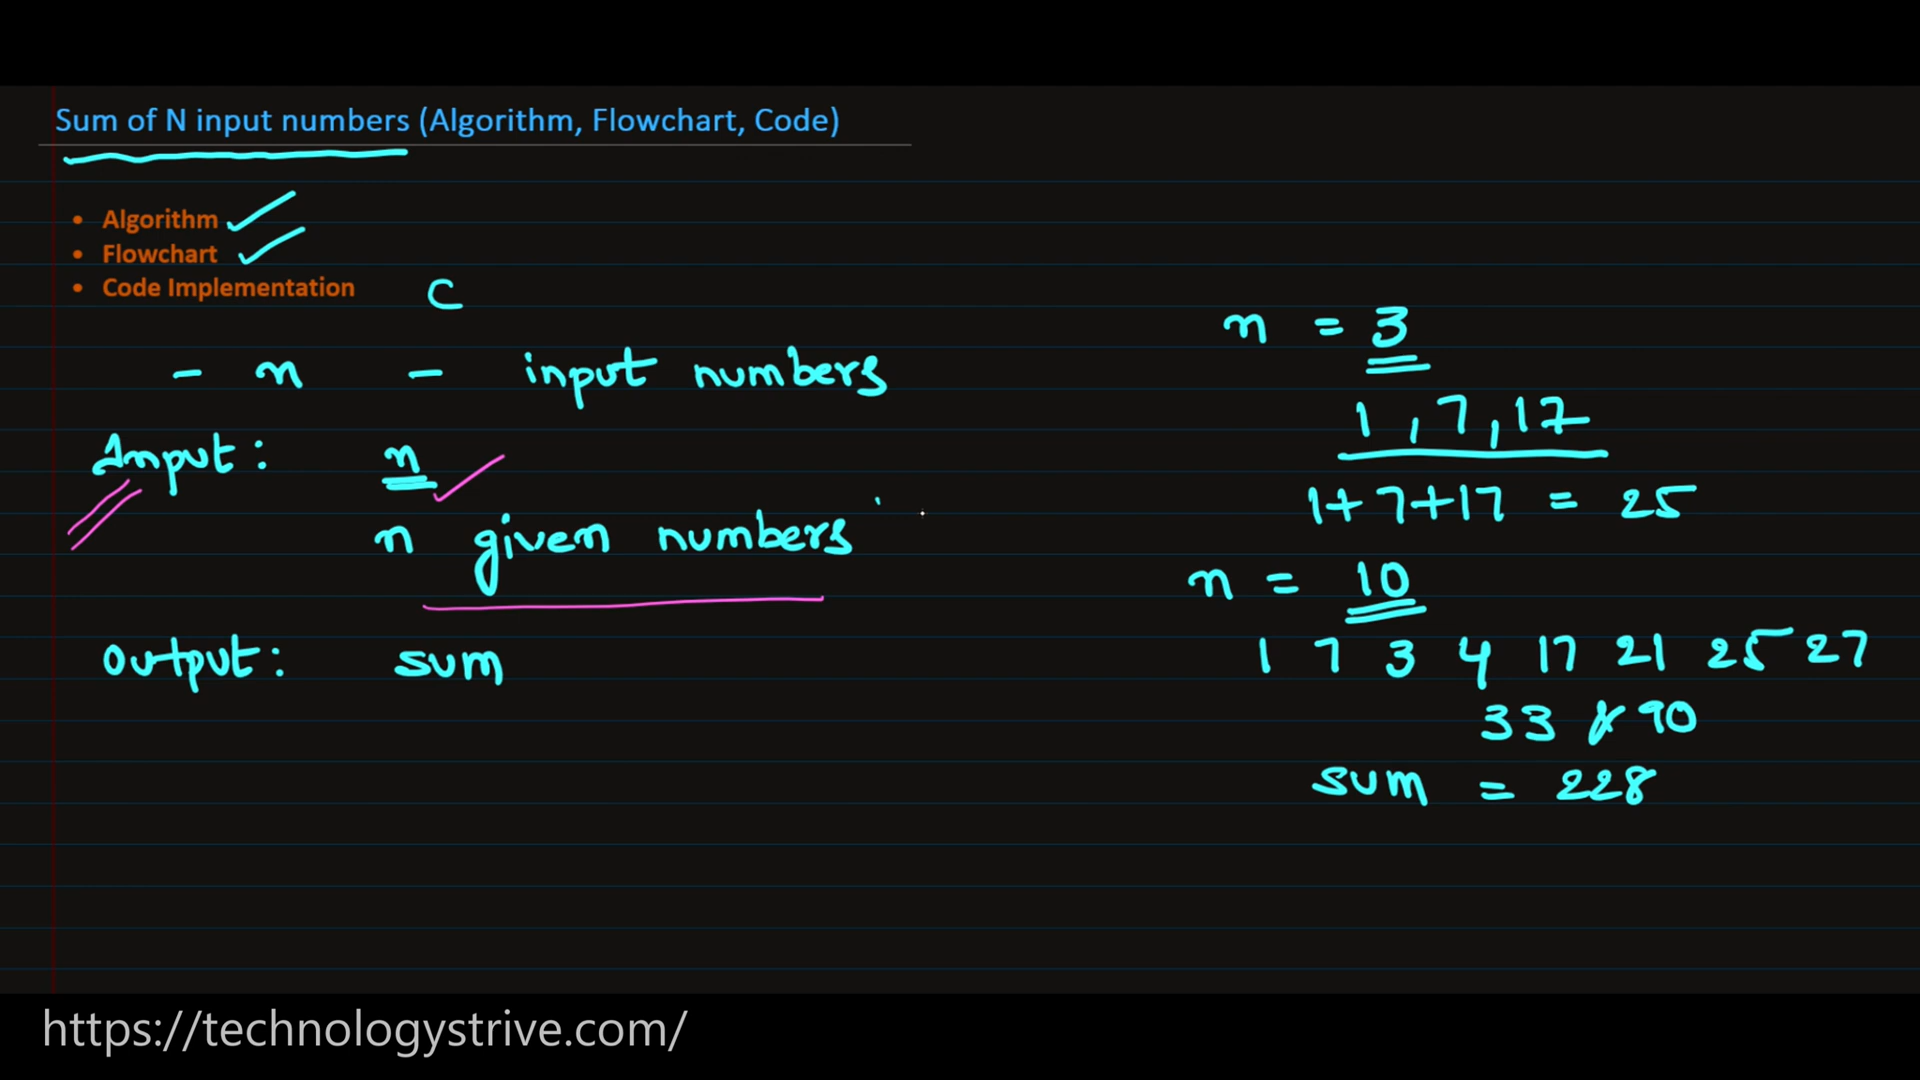 Sum of N input numbers (Algorithm, Flowchart, Code)
• Algorithm
• Flowchart
• Code Implementation C
- n - input numbers
Input: n
n given numbers
Output: sum
n = 3
1, 7, 17
1+7+17 = 25
n = 10
1 7 3 4 17 21 25 27
33 90
sum = 228
https://technologystrive.com/